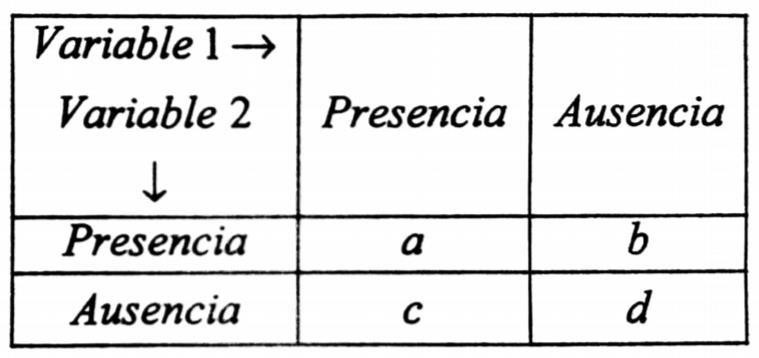 Variable 1 →
Variable 2 Presencia Ausencia
↓
Presencia a b
Ausencia c d